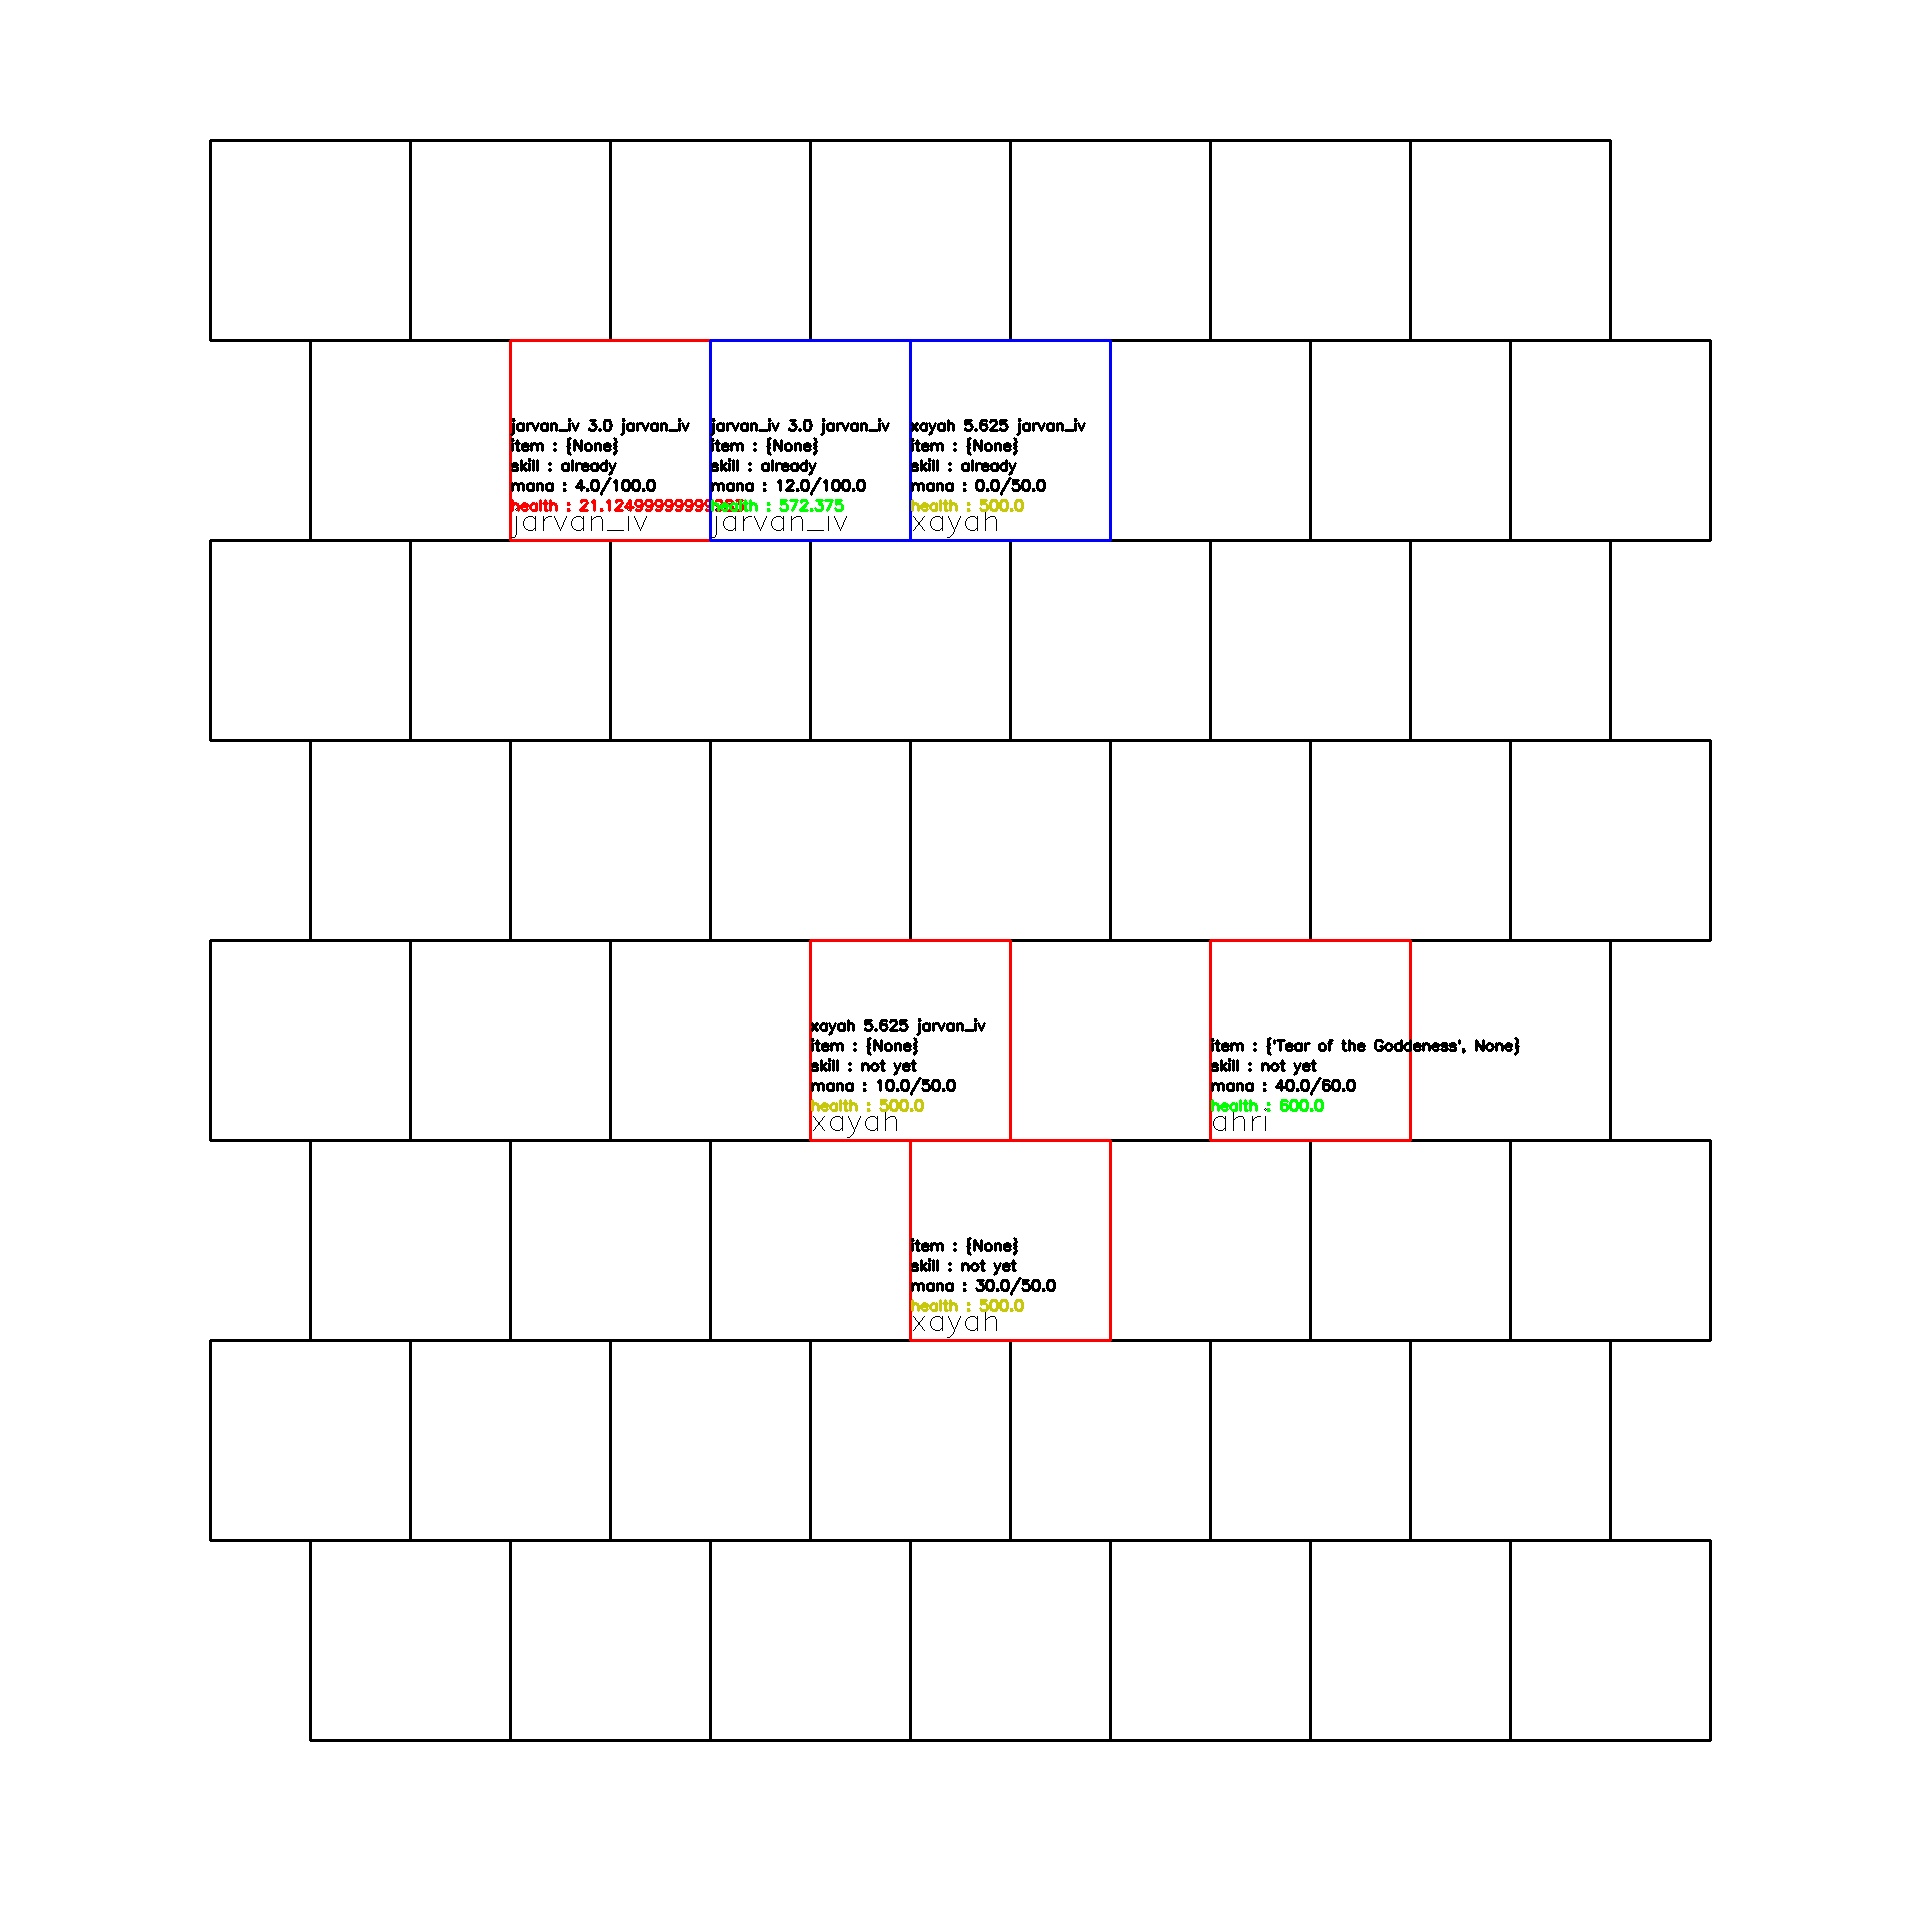 jarvan_iv 3.0 jarvan_iv
item : {None}
skill : already
mana : 4.0/100.0
health : 21.12499999999
jarvan_iv
jarvan_iv 3.0 jarvan_iv
item : {None}
skill : already
mana : 12.0/100.0
health : 572.375
jarvan_iv
xayah 5.625 jarvan_iv
item : {None}
skill : already
mana : 0.0/50.0
health : 500.0
xayah
xayah 5.625 jarvan_iv
item : {None}
skill : not yet
mana : 10.0/50.0
health : 500.0
xayah
item : {'Tear of the Goddeness', None}
skill : not yet
mana : 40.0/60.0
health : 600.0
ahri
item : {None}
skill : not yet
mana : 30.0/50.0
health : 500.0
xayah